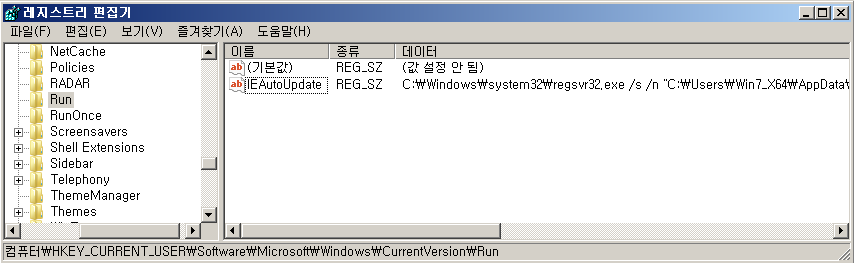 레지스트리 편집기
파일(F) 편집(E) 보기(V) 즐겨찾기(A) 도움말(H)
NetCache
Policies
RADAR
Run
RunOnce
Screensavers
Shell Extensions
Sidebar
Telephony
ThemeManager
Themes
이름 종류 데이터
(기본값) REG_SZ (값 설정 안 됨)
IEAutoUpdate REG_SZ C:₩Windows₩system32₩regsvr32.exe /s /n "C:₩Users₩Win7_X64₩AppData₩
컴퓨터₩HKEY_CURRENT_USER₩Software₩Microsoft₩Windows₩CurrentVersion₩Run